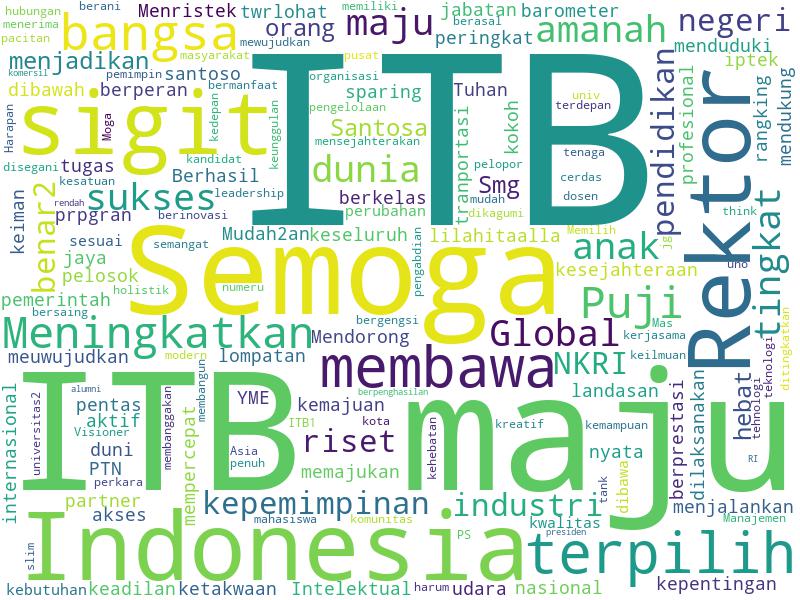 hubungan
berani
Menristek
twrlohat
memiliki
jabatan
barometer
menerima
pacitan
bangsa
orang
maju
berasal
peringkat
amanah
negeri
mewujudkan
menduduki
menjadikan
masyarakat
pusat
iptek
komersil
pemimpin
santoso
organisasi
dibawah
berperan
bermanfaat
sparing
Tuhan
univ
terdepan
pengelolaan
ITB
sigit
Harapan
Moga
kedepan
keunggulan
Santosa
mensejahterakan
tranportasi
kokoh
pendidikan
profesional
rangking
mendukung
Rektor
disegani
tugas
Berhasil
kandidat
dunia
pelopor
tenaga
cerdas
kesatuan
sukses
leadership
berkelas
Smg
mudah
dosen
rendah
benar2
prpgran
berinovasi
perubahan
dikagumi
Memilih
think
tingkat
keiman
sesuai
semangat
Mudah2an
keseluruh
pengabdian
lilahitaalla
anak
jg
jaya
Semoga
kesejahteraan
uno
pelosok
holistik
numeru
pemerintah
Puji
bersaing
bergengsi
Mas
ditingkatkan
Meningkatkan
Mendorong
Global
kerjasama
teknologi
meuwujudkan
modern
lompatan
membawa
NKRI
keilmuan
tehnologi
membangun
berpenghasilan
landasan
hebat
internasional
universitas2
alumni
pentas
membanggakan
YME
kemajuan
ITB
maju
berprestasi
dilaksanakan
aktif
Visioner
mempercepat
ITB1
kota
riset
kehebatan
kreatif
kemampuan
duni
Asia
nyata
RI
PTN
penuh
memajukan
perkara
tank
dibawa
partner
kepemimpinan
industri
menjalankan
akses
mahasiswa
komunitas
kwalitas
Manajemen
Indonesia
PS
presiden
terpilih
slim
kebutuhan
keadilan
ketakwaan
Intelektual
harum
udara
nasional
kepentingan